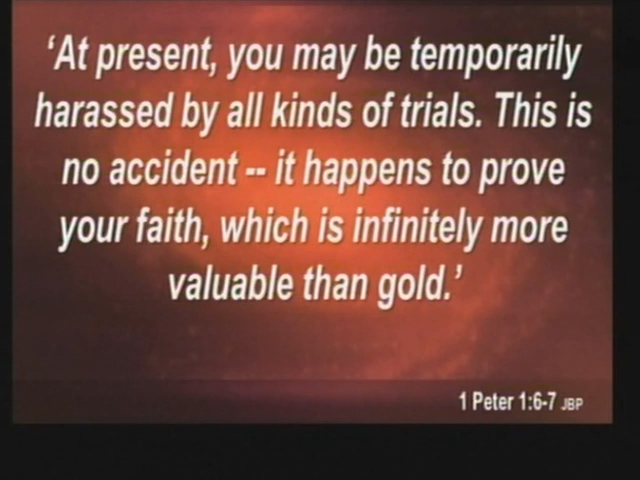 ‘At present, you may be temporarily
harassed by all kinds of trials. This is
no accident -- it happens to prove
your faith, which is infinitely more
valuable than gold.’
1 Peter 1:6-7 JBP